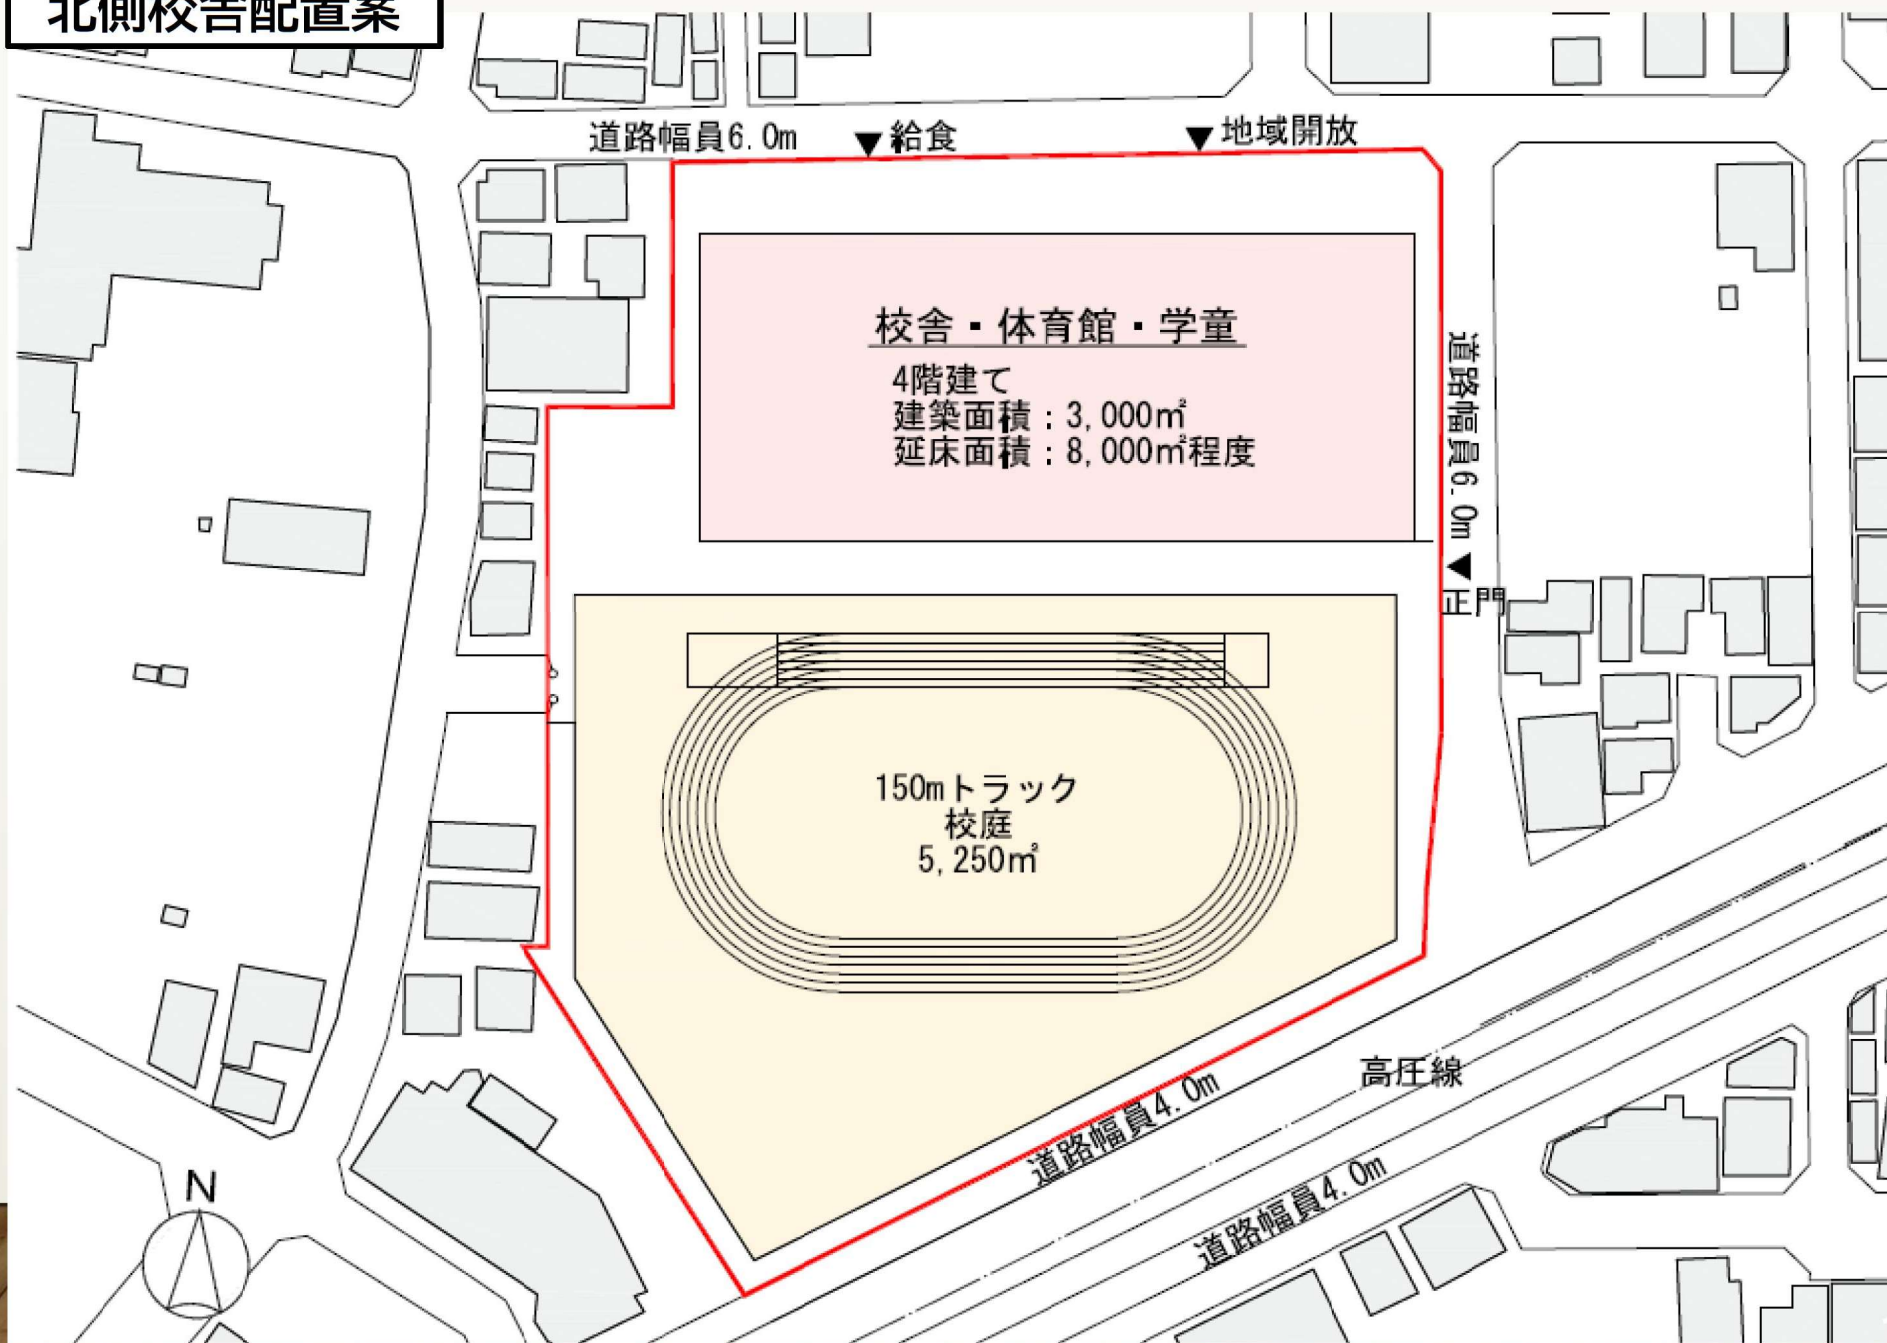 北側校舎配置案
道路幅員6.0m
▼給食
▼地域開放
校舎・体育館・学童
4階建て
建築面積：3,000㎡
延床面積：8,000㎡程度
道路幅員6.0m
▼正門
150mトラック
校庭
5,250㎡
高圧線
道路幅員4.0m
道路幅員4.0m
N